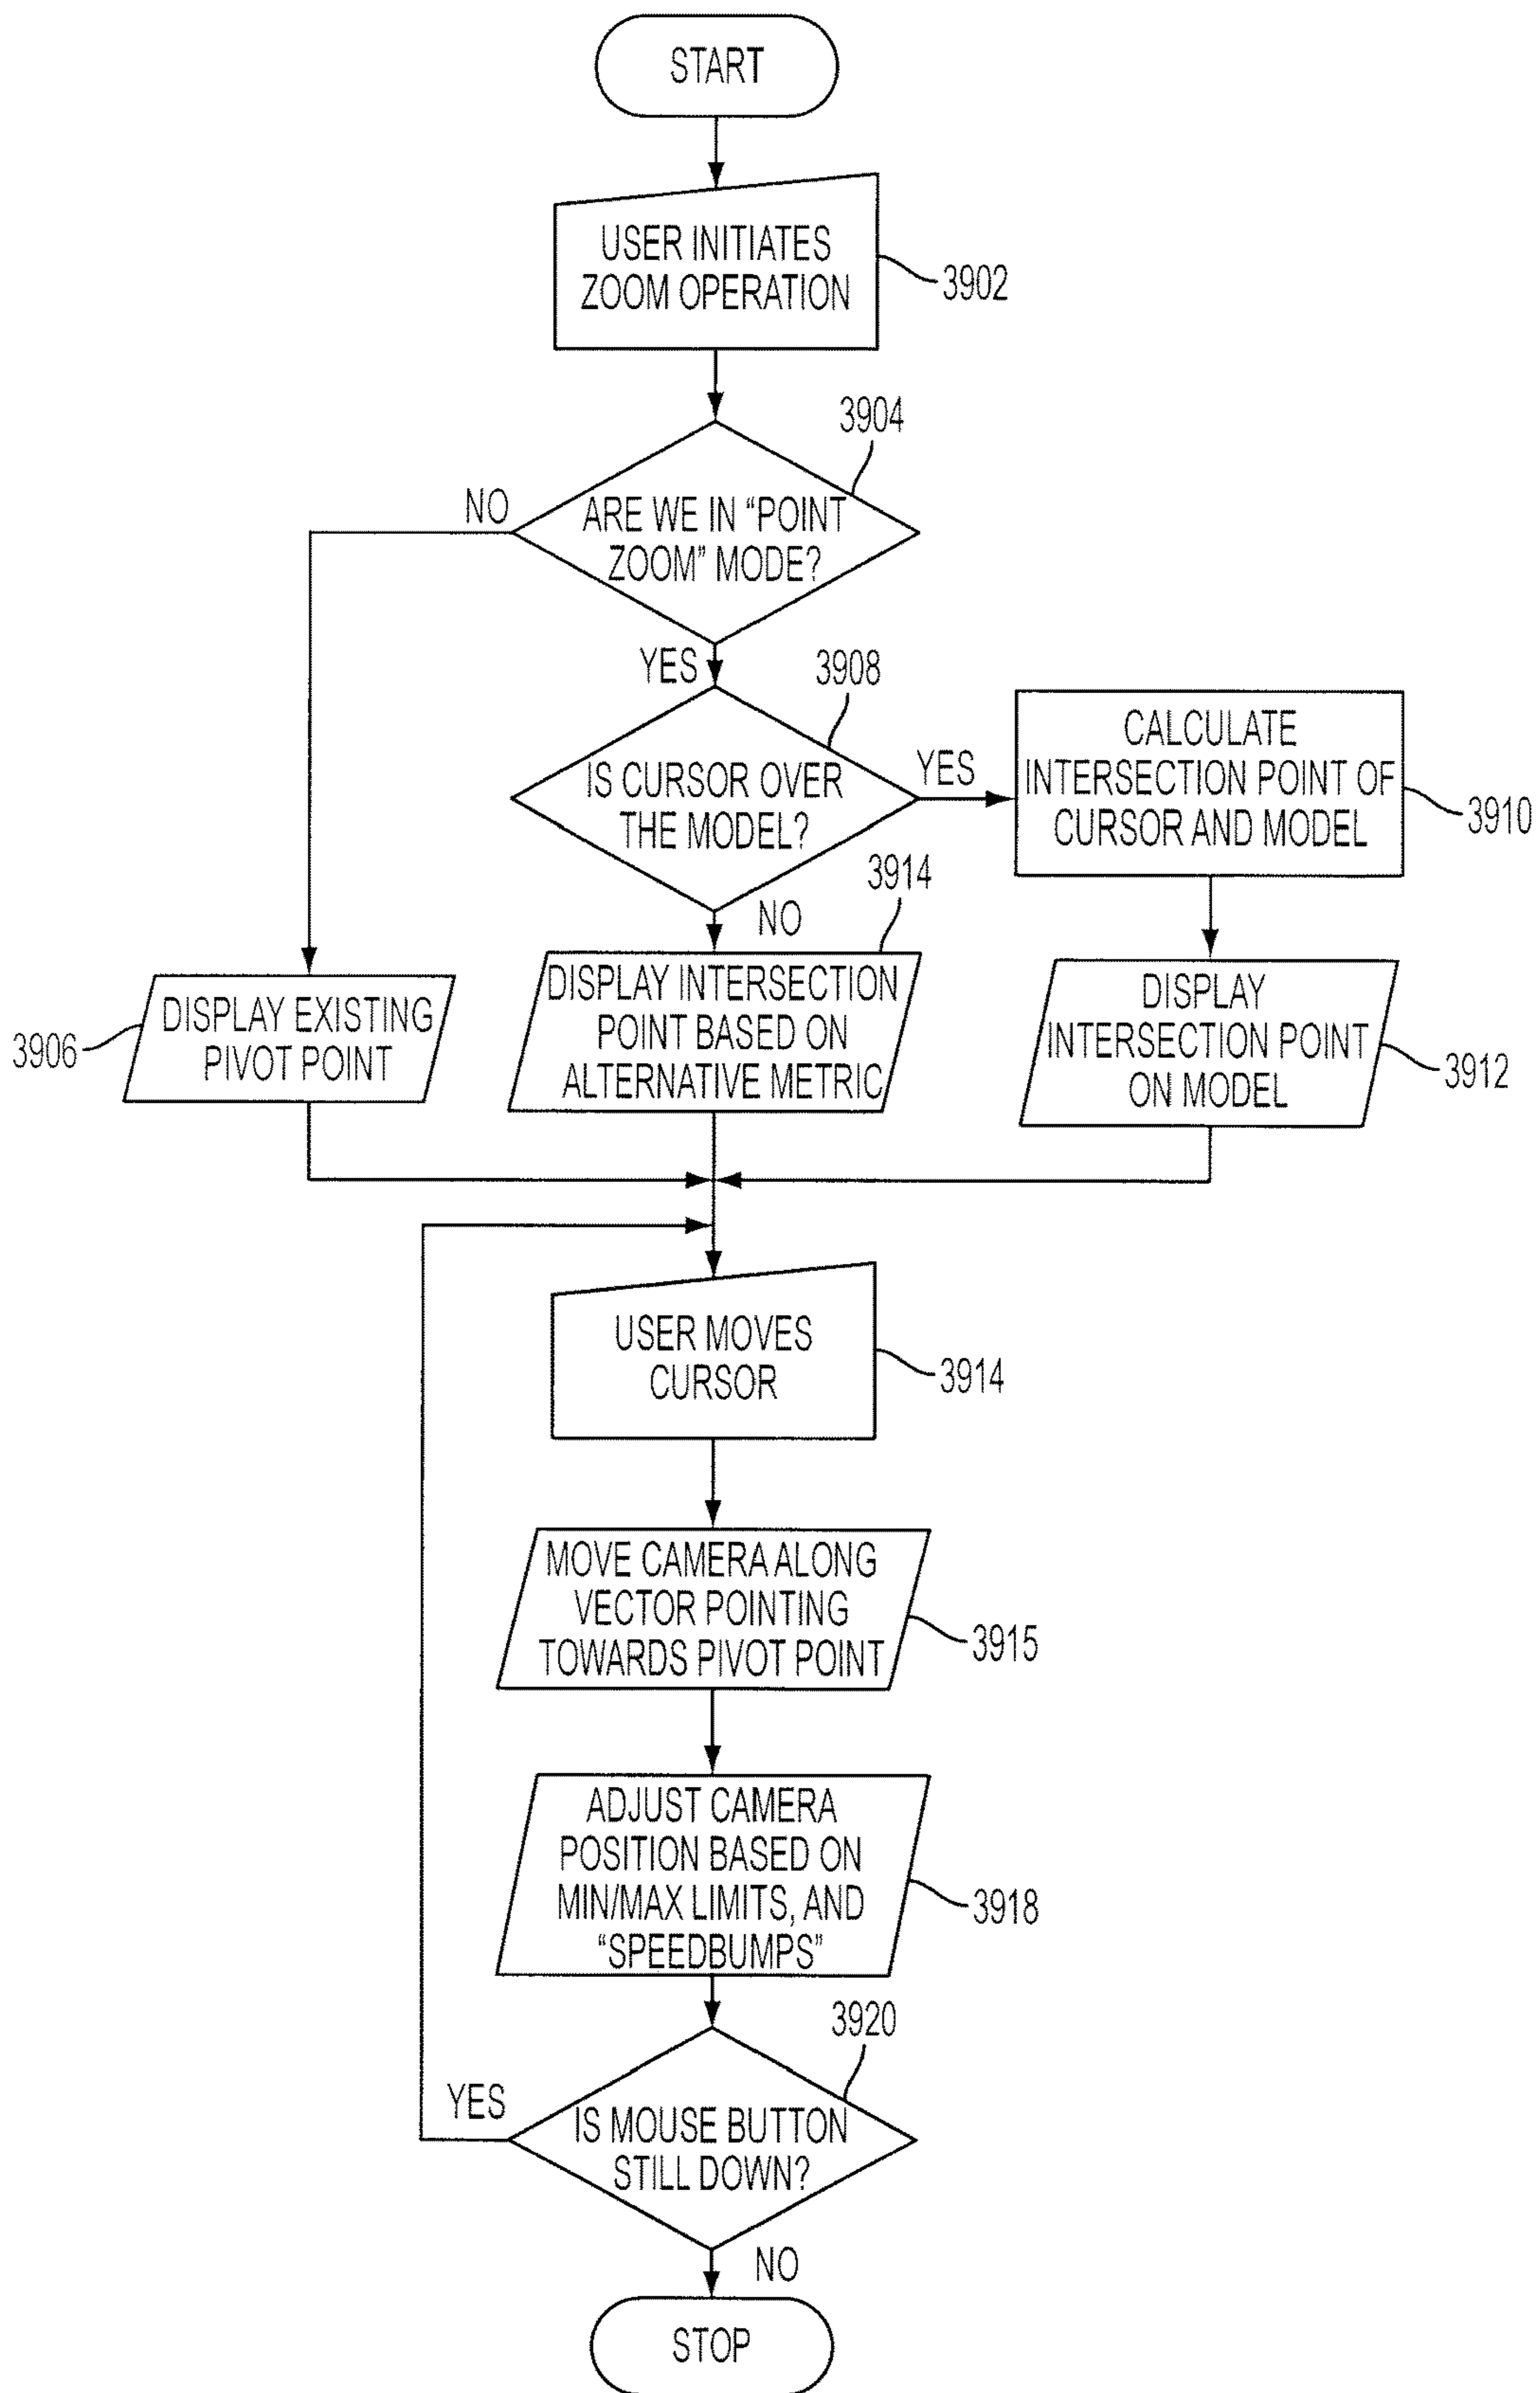 START
USER INITIATES
ZOOM OPERATION
3902
3904
NO
ARE WE IN “POINT
ZOOM” MODE?
YES
3908
IS CURSOR OVER
THE MODEL?
YES
CALCULATE
INTERSECTION POINT OF
CURSOR AND MODEL
3910
3914
NO
DISPLAY EXISTING
PIVOT POINT
3906
DISPLAY INTERSECTION
POINT BASED ON
ALTERNATIVE METRIC
DISPLAY
INTERSECTION POINT
ON MODEL
3912
USER MOVES
CURSOR
3914
MOVE CAMERA ALONG
VECTOR POINTING
TOWARDS PIVOT POINT
3915
ADJUST CAMERA
POSITION BASED ON
MIN/MAX LIMITS, AND
“SPEEDBUMPS”
3918
3920
YES
IS MOUSE BUTTON
STILL DOWN?
NO
STOP